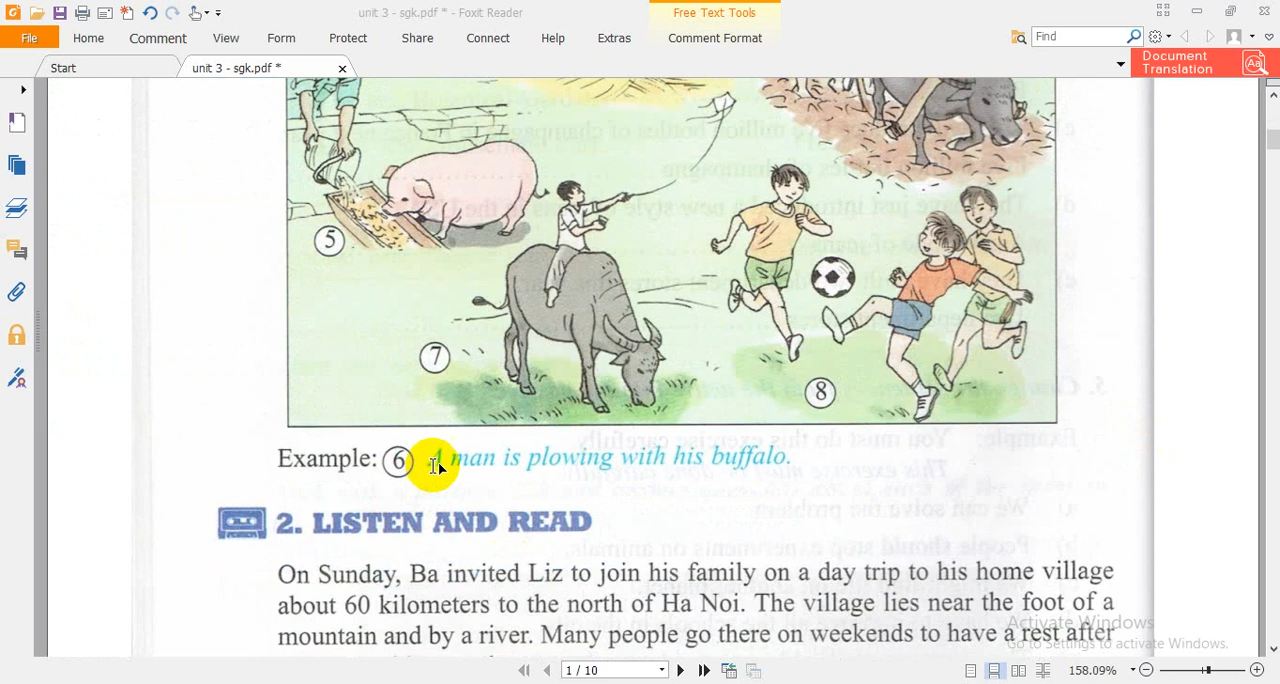 unit 3 - sgk.pdf * - Foxit Reader
Free Text Tools
File Home Comment View Form Protect Share Connect Help Extras Comment Format
Find
Start
unit 3 - sgk.pdf *
Document
Translation
Aa
5
7
8
Example: 6 A man is plowing with his buffalo.
2. LISTEN AND READ
On Sunday, Ba invited Liz to join his family on a day trip to his home village
about 60 kilometers to the north of Ha Noi. The village lies near the foot of a
mountain and by a river. Many people go there on weekends to have a rest after
Activate Windows
Go to Settings to activate Windows.
1 / 10
158.09%